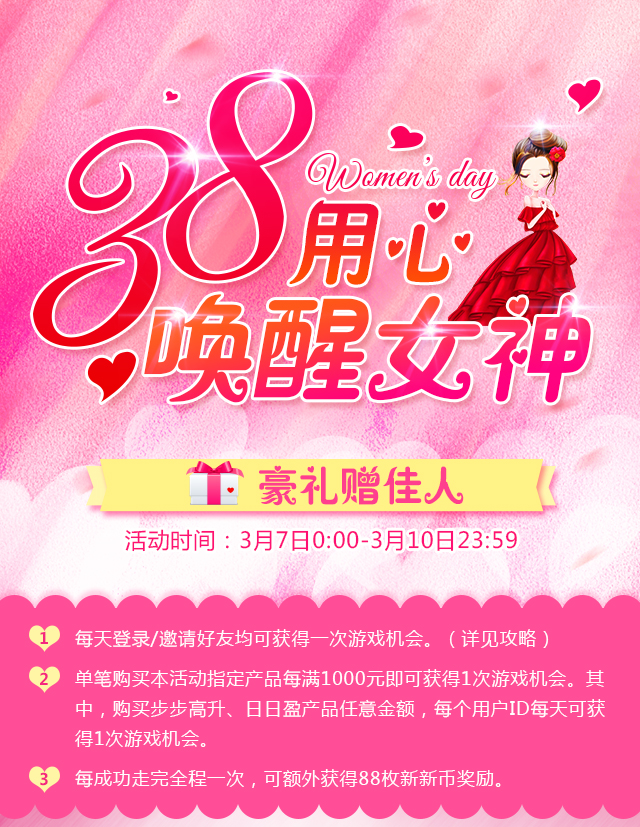 38
Women's day
用心
唤醒女神
豪礼赠佳人
活动时间：3月7日0:00-3月10日23:59
1 每天登录/邀请好友均可获得一次游戏机会。（详见攻略）
2 单笔购买本活动指定产品每满1000元即可获得1次游戏机会。其
中，购买步步高升、日日盈产品任意金额，每个用户ID每天可获
得1次游戏机会。
3 每成功走完全程一次，可额外获得88枚新新币奖励。